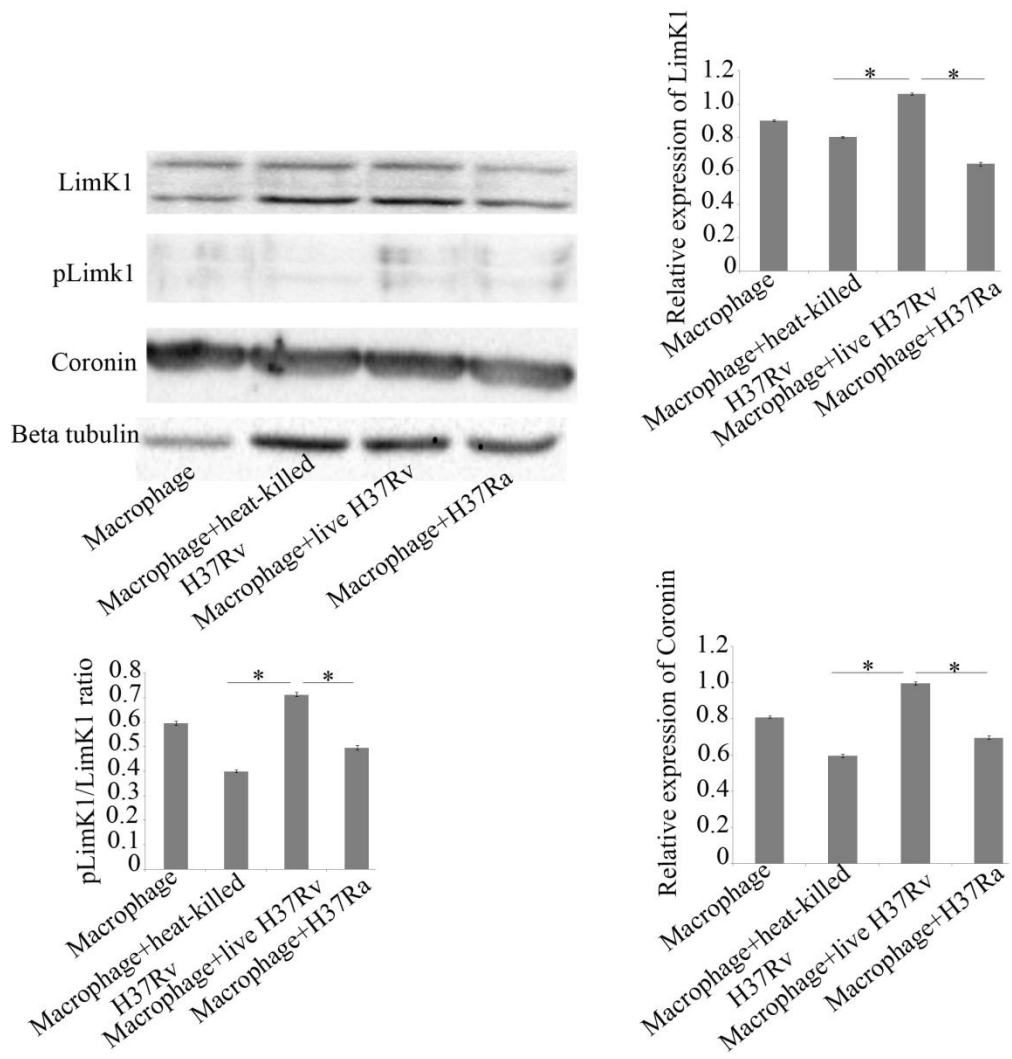 LimK1
pLimk1
Coronin
Beta tubulin
Macrophage
Macrophage+heat-killed
H37Rv
Macrophage+live H37Rv
Macrophage+H37Ra
Relative expression of LimK1
1.2
1.0
0.8
0.6
0.4
0.2
0
*
*
Macrophage
Macrophage+heat-killed
H37Rv
Macrophage+live H37Rv
Macrophage+H37Ra
pLimK1/LimK1 ratio
0.8
0.7
0.6
0.5
0.4
0.3
0.2
0.1
0
*
*
Macrophage
Macrophage+heat-killed
H37Rv
Macrophage+live H37Rv
Macrophage+H37Ra
Relative expression of Coronin
1.2
1.0
0.8
0.6
0.4
0.2
0
*
*
Macrophage
Macrophage+heat-killed
H37Rv
Macrophage+live H37Rv
Macrophage+H37Ra